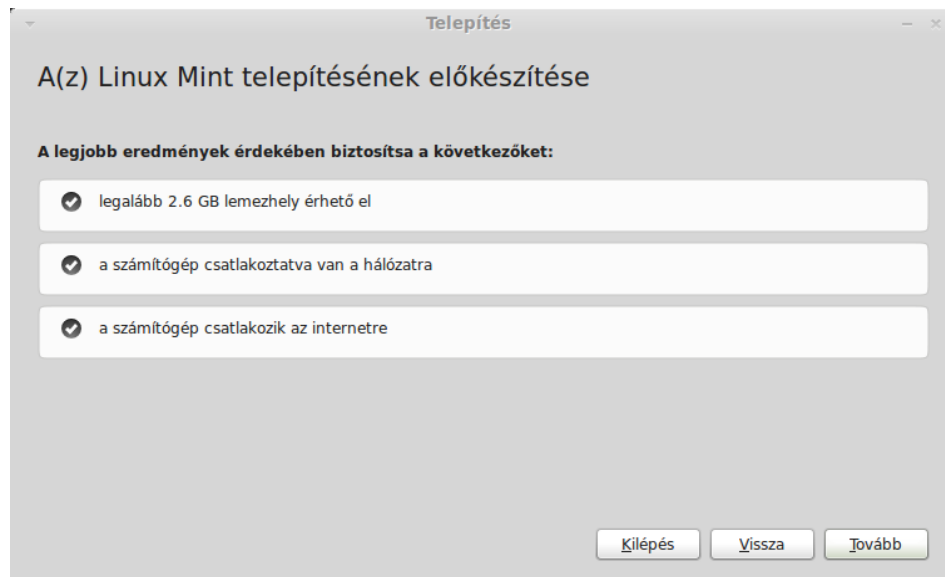 Telepítés
A(z) Linux Mint telepítésének előkészítése
A legjobb eredmények érdekében biztosítsa a következőket:
legalább 2.6 GB lemezhely érhető el
a számítógép csatlakoztatva van a hálózatra
a számítógép csatlakozik az internetre
Kilépés Vissza Tovább